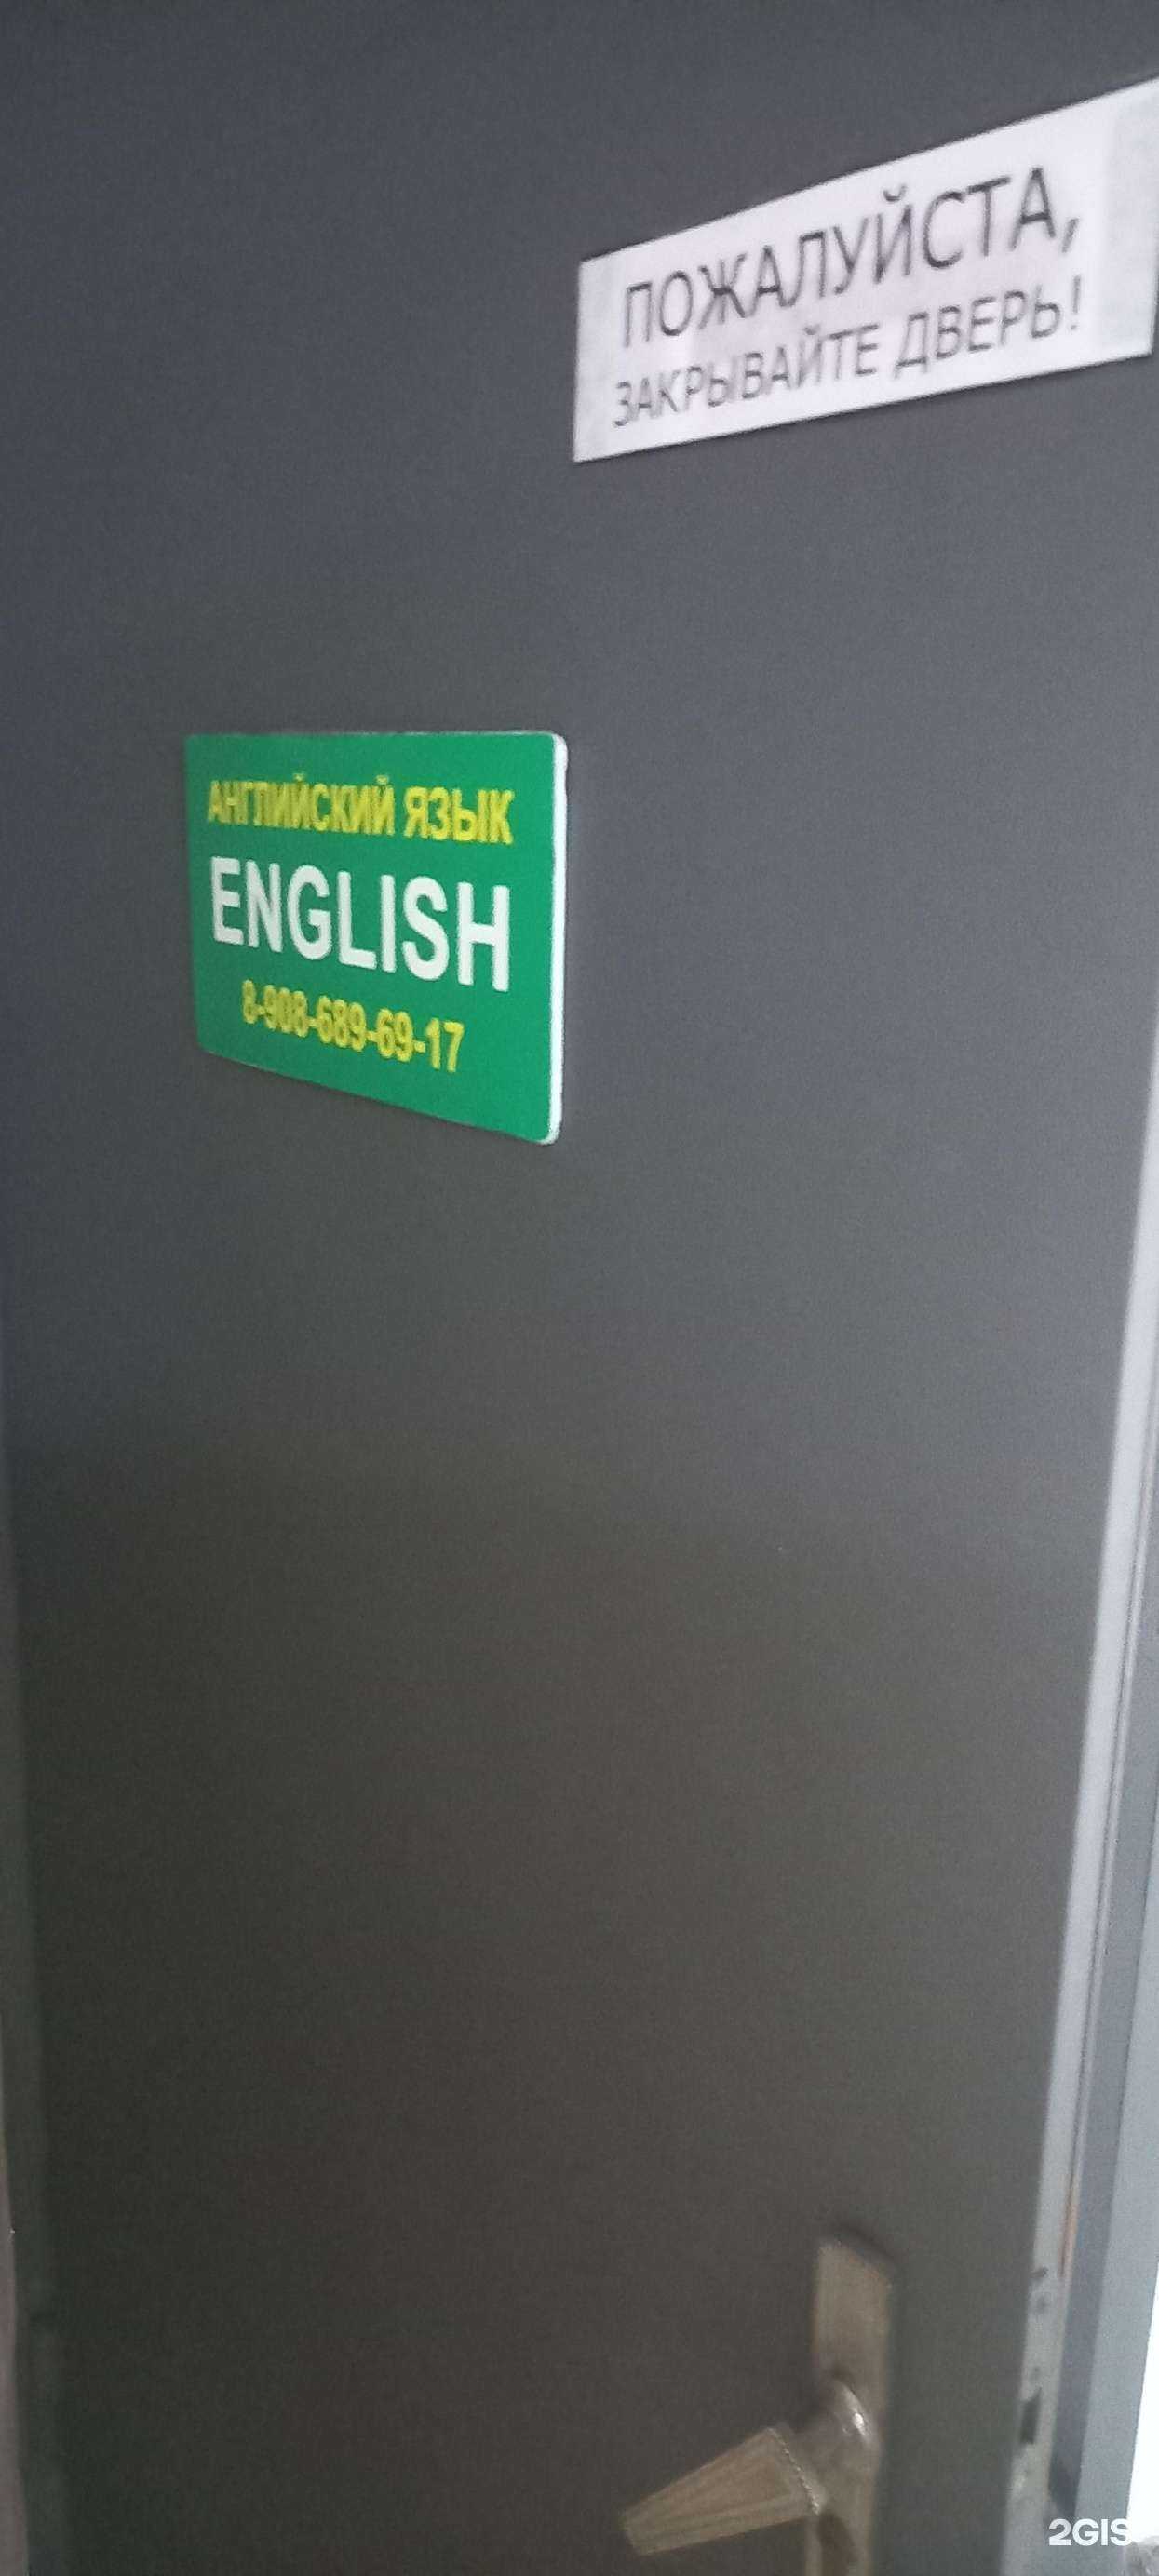 ПОЖАЛУЙСТА,
ЗАКРЫВАЙТЕ ДВЕРЬ!
АНГЛИЙСКИЙ ЯЗЫК
ENGLISH
8-908-689-69-17
2GIS